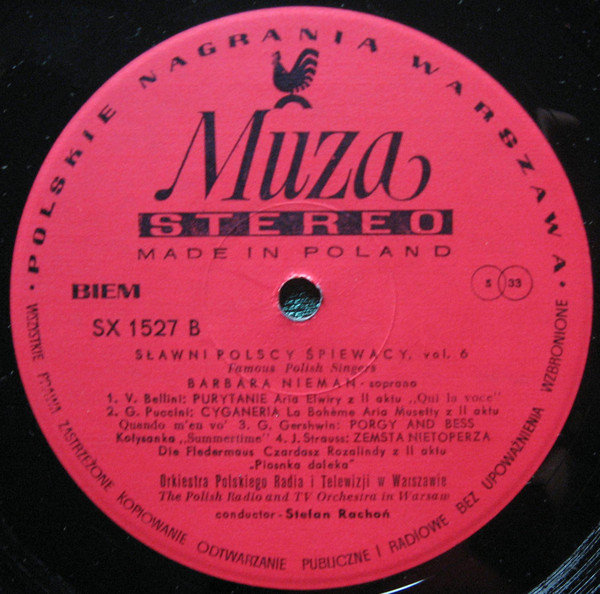 · POLSKIE NAGRANIA WARSZAWA ·
Muza
STEREO
MADE IN POLAND
BIEM
S 33
SX 1527 B
SŁAWNI POLSCY ŚPIEWACY, vol. 6
Famous Polish Singers
BARBARA NIEMAN - soprano
1. V. Bellini: PURYTANIE Aria Elwiry z II aktu „Qui la voce"
2. G. Puccini: CYGANERIA La Bohème Aria Musetty z II aktu
Quando m'en vo' 3. G. Gershwin: PORGY AND BESS
Kołysanka „Summertime" 4. J. Strauss: ZEMSTA NIETOPERZA
Die Fledermaus Czardasz Rozalindy z II aktu
„Piosnka daleka"
Orkiestra Polskiego Radia i Telewizji w Warszawie
The Polish Radio and TV Orchestra in Warsaw
conductor - Stefan Rachoń
WSZYSTKIE PRAWA ZASTRZEŻONE KOPIOWANIE ODTWARZANIE PUBLICZNE I RADIOWE BEZ UPOWAŻNIENIA WZBRONIONE